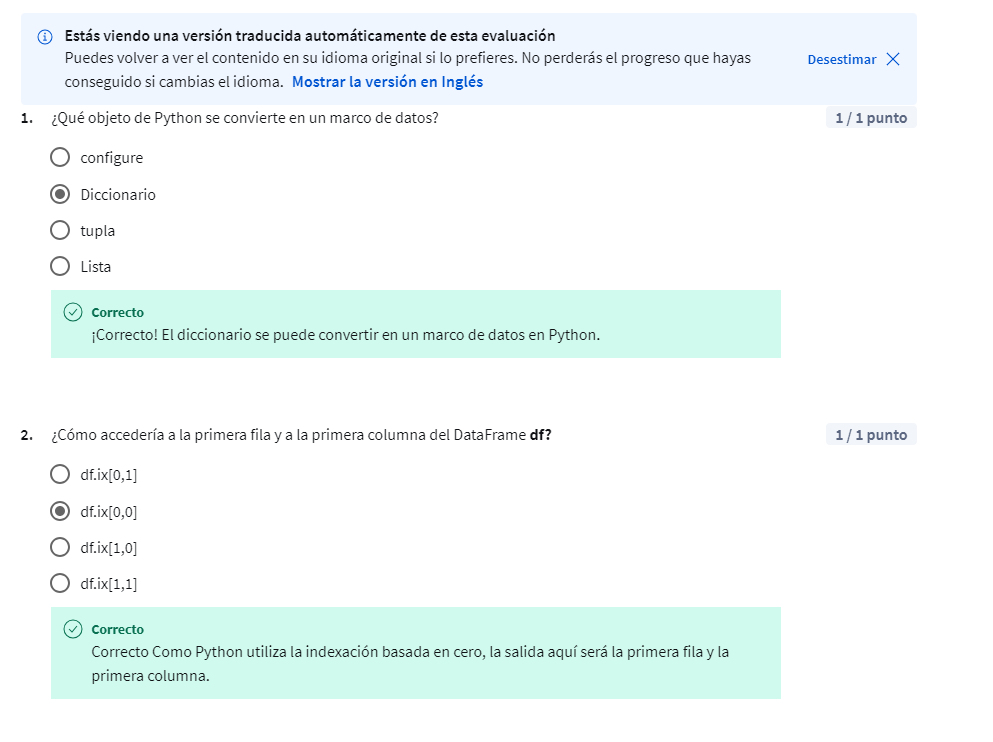 Estás viendo una versión traducida automáticamente de esta evaluación
Puedes volver a ver el contenido en su idioma original si lo prefieres. No perderás el progreso que hayas
conseguido si cambias el idioma. Mostrar la versión en Inglés
Desestimar
1. ¿Qué objeto de Python se convierte en un marco de datos?
1 / 1 punto
configure
Diccionario
tupla
Lista
Correcto
¡Correcto! El diccionario se puede convertir en un marco de datos en Python.
2. ¿Cómo accedería a la primera fila y a la primera columna del DataFrame df?
1 / 1 punto
df.ix[0,1]
df.ix[0,0]
df.ix[1,0]
df.ix[1,1]
Correcto
Correcto Como Python utiliza la indexación basada en cero, la salida aquí será la primera fila y la
primera columna.